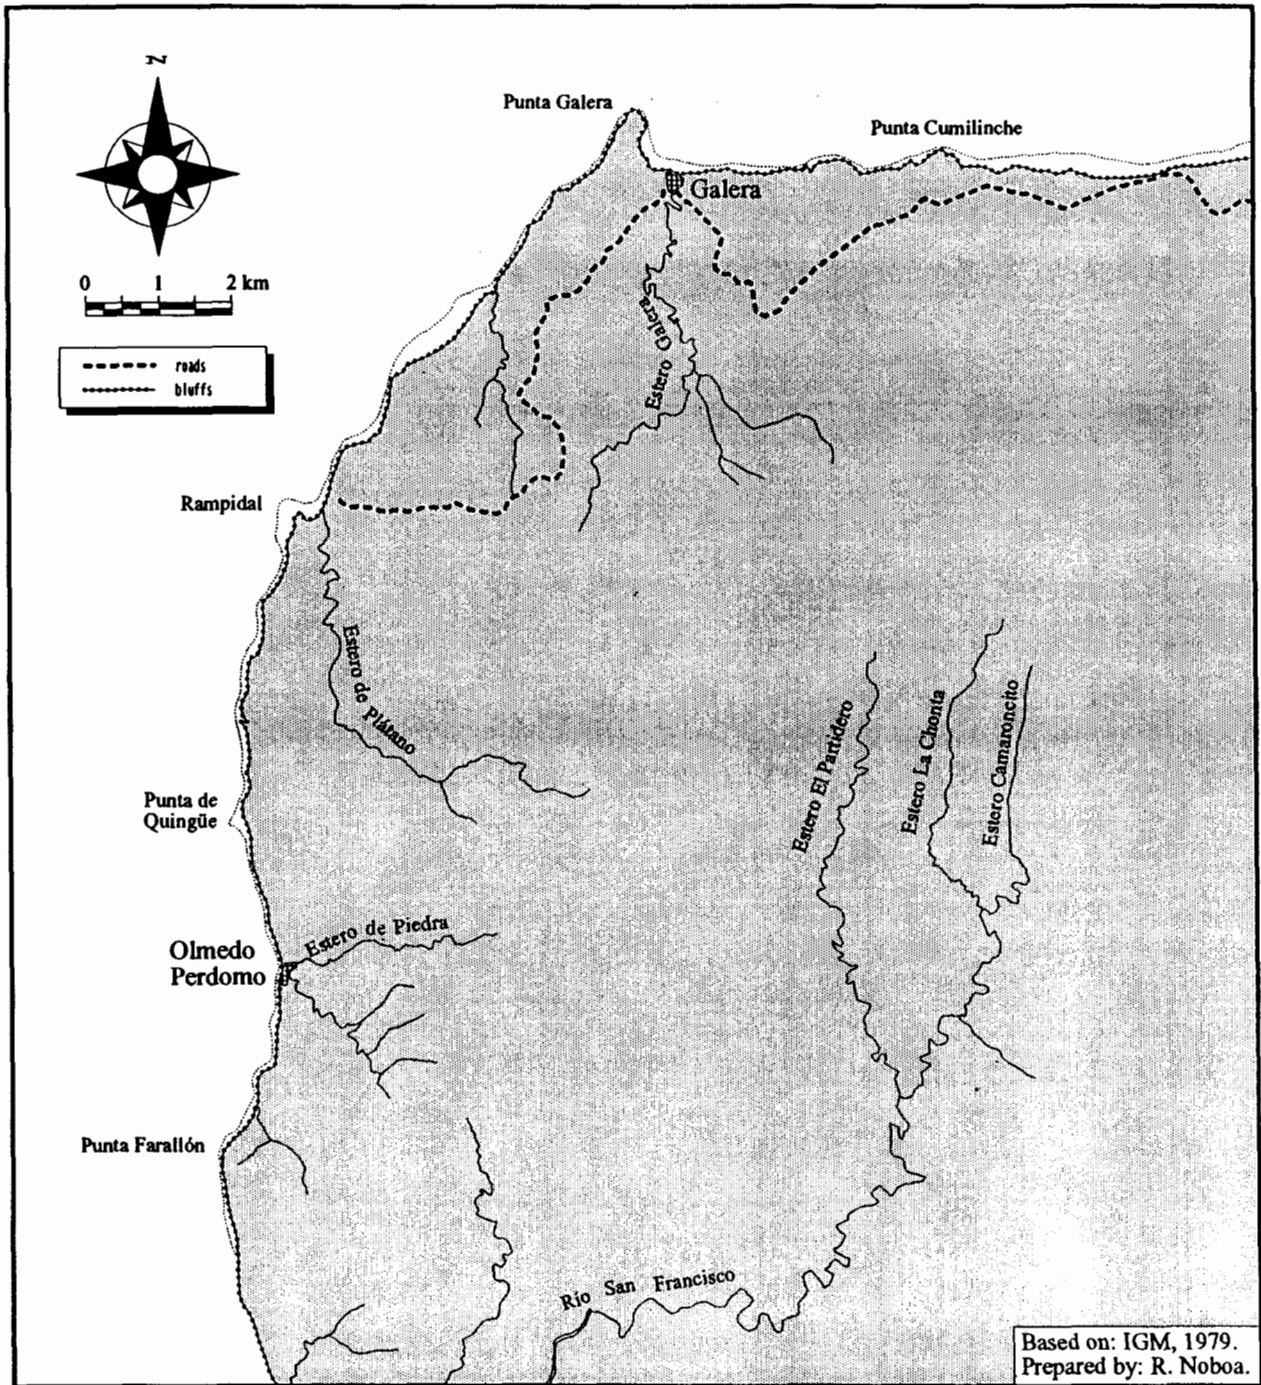 N
Punta Galera
Punta Cumilinche
Galera
0 1 2 km
roads
bluffs
Estero Galera
Rampidal
Estero de Plátano
Estero El Partidero
Estero La Chonta
Estero Camaroncito
Punta de
Quingüe
Estero de Piedra
Olmedo
Perdomo
Punta Farallón
Río San Francisco
Based on: IGM, 1979.
Prepared by: R. Noboa.